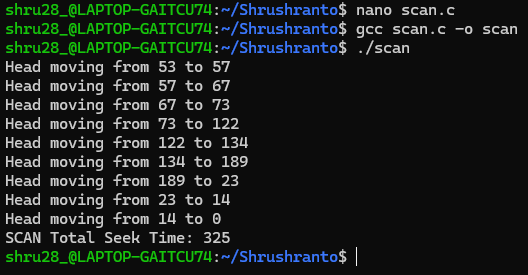 shru28_@LAPTOP-GAITCU74:~/Shrushranto$ nano scan.c
shru28_@LAPTOP-GAITCU74:~/Shrushranto$ gcc scan.c -o scan
shru28_@LAPTOP-GAITCU74:~/Shrushranto$ ./scan
Head moving from 53 to 57
Head moving from 57 to 67
Head moving from 67 to 73
Head moving from 73 to 122
Head moving from 122 to 134
Head moving from 134 to 189
Head moving from 189 to 23
Head moving from 23 to 14
Head moving from 14 to 0
SCAN Total Seek Time: 325
shru28_@LAPTOP-GAITCU74:~/Shrushranto$